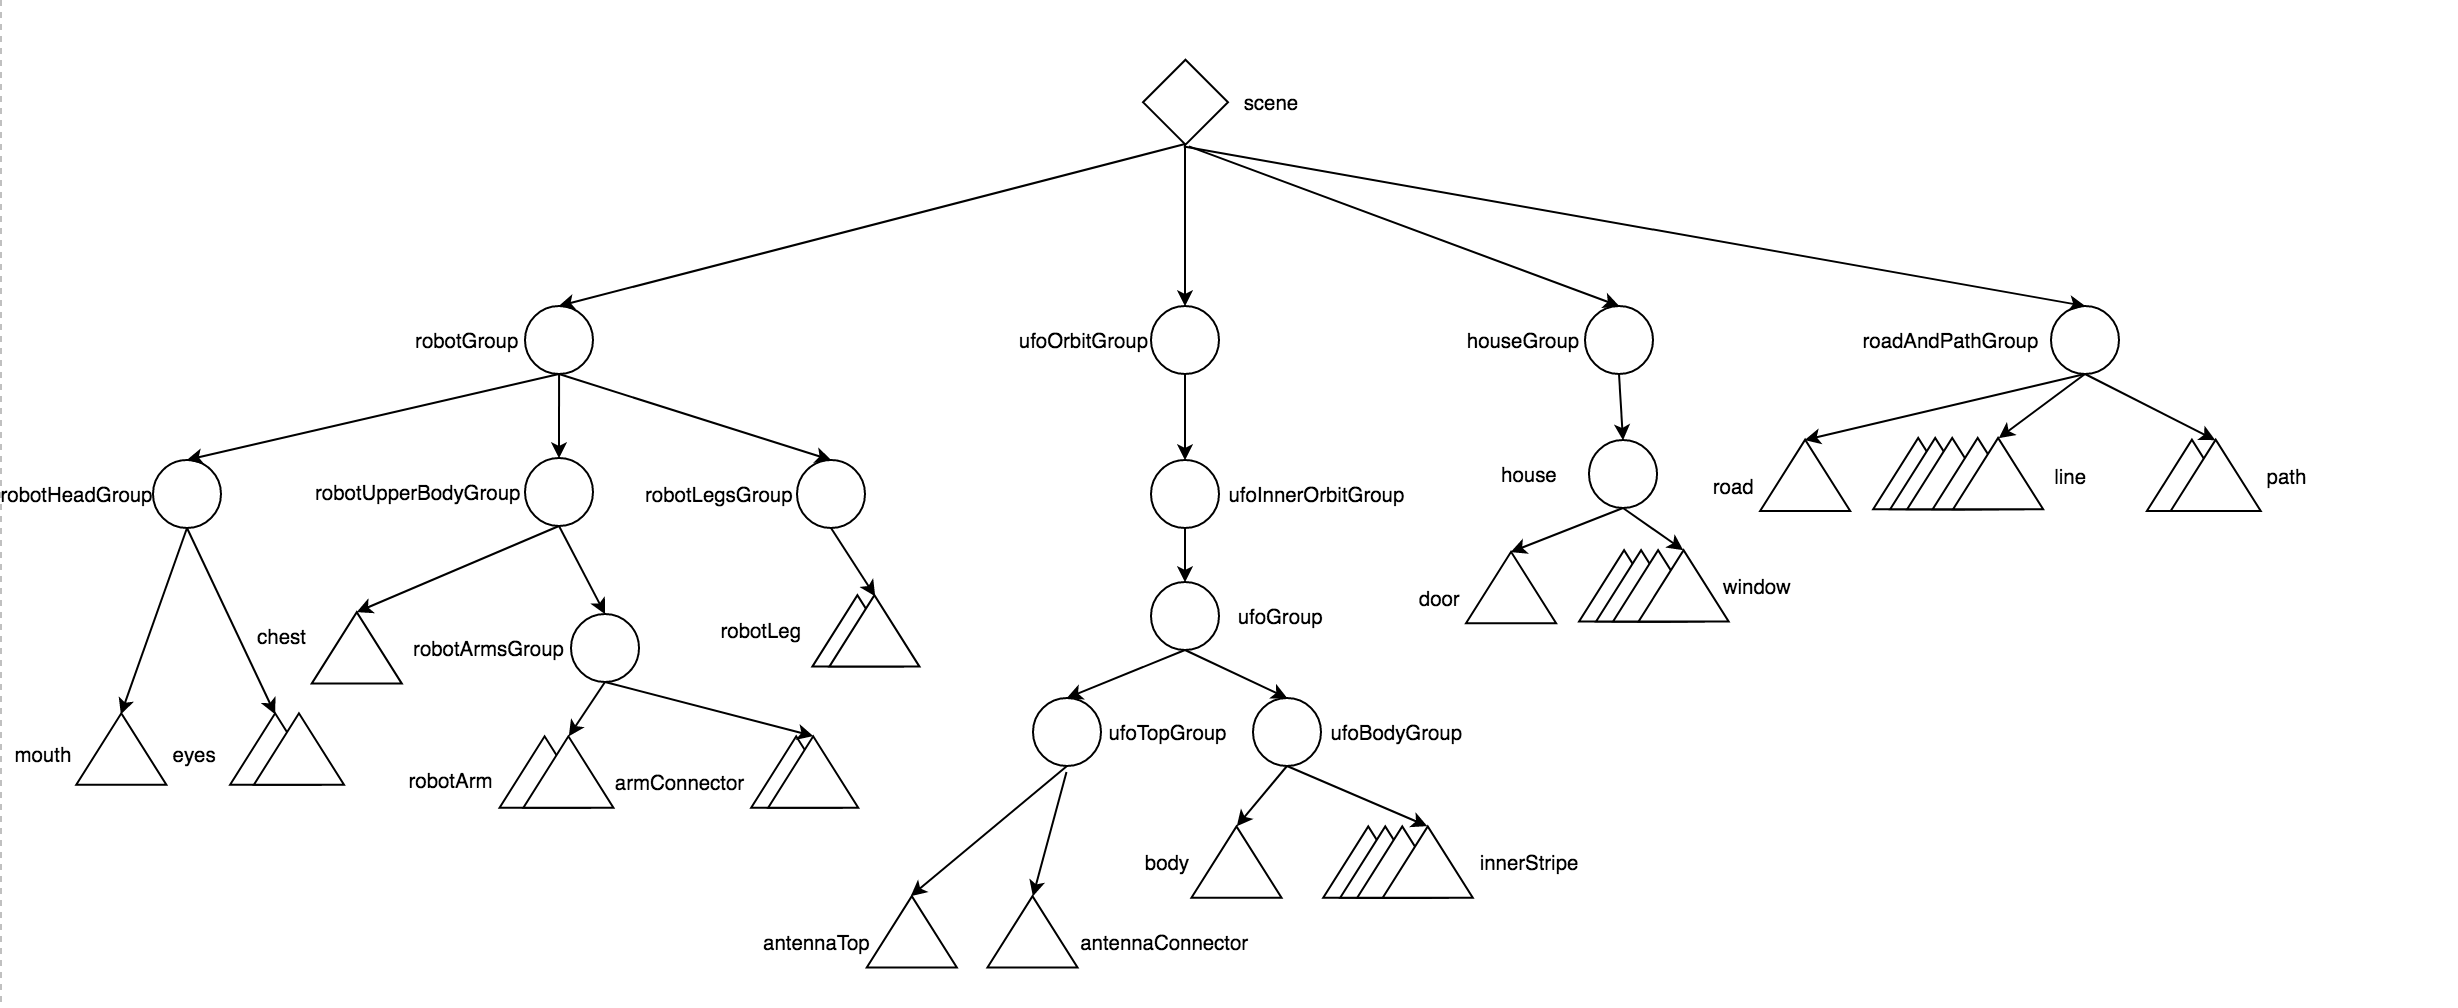 scene
robotGroup
ufoOrbitGroup
houseGroup
roadAndPathGroup
robotHeadGroup
robotUpperBodyGroup
robotLegsGroup
ufoInnerOrbitGroup
house
road
line
path
door
window
ufoGroup
chest
robotArmsGroup
robotLeg
mouth
eyes
robotArm
armConnector
ufoTopGroup
ufoBodyGroup
body
innerStripe
antennaTop
antennaConnector